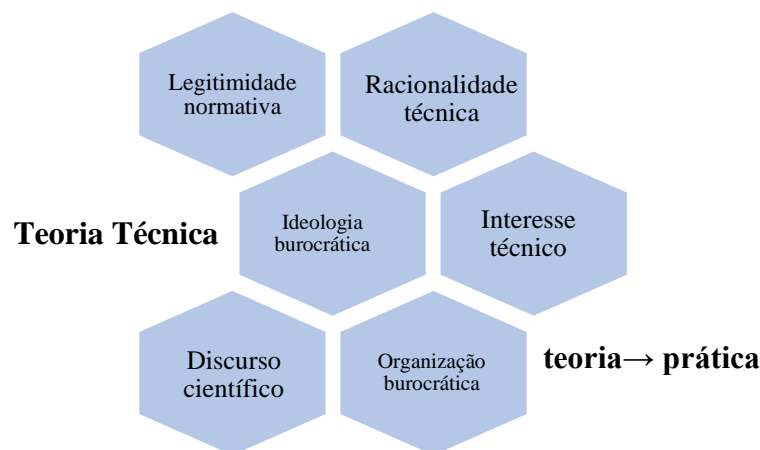 Legitimidade
normativa
Racionalidade
técnica
Teoria Técnica
Ideologia
burocrática
Interesse
técnico
Discurso
científico
Organização
burocrática
teoria→ prática